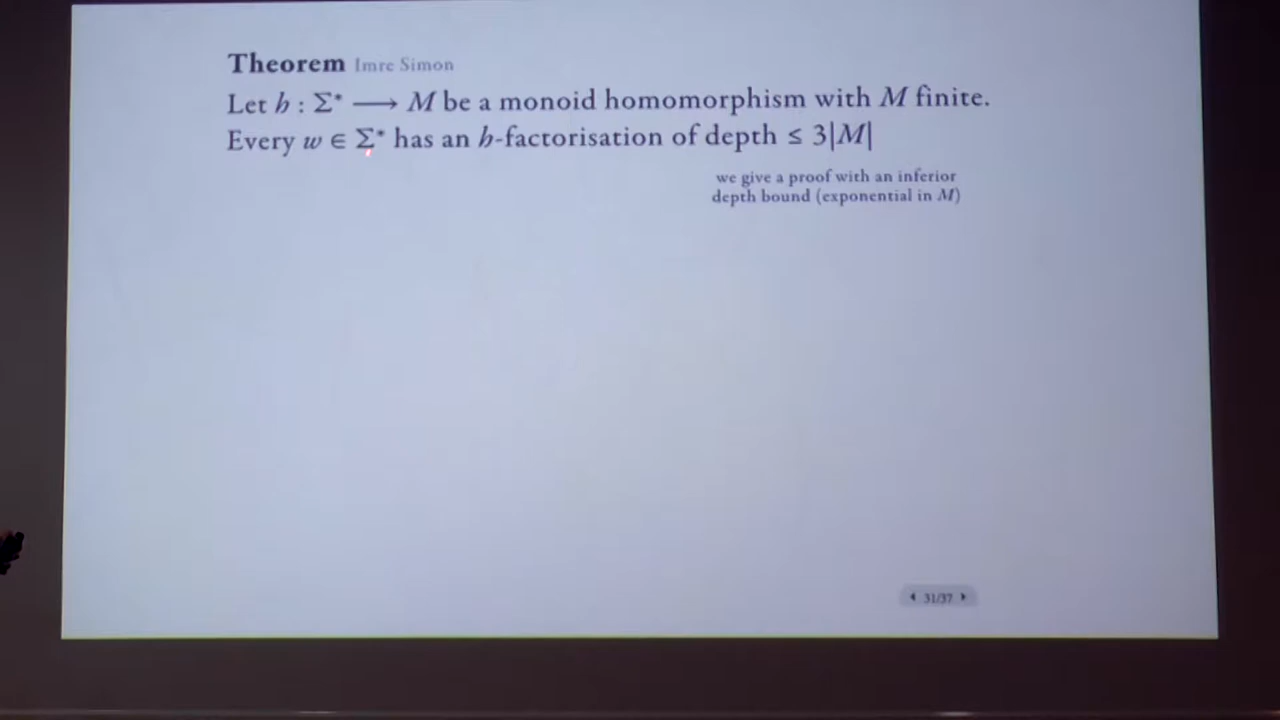 Theorem Imre Simon
Let h : Σ* ⟶ M be a monoid homomorphism with M finite.
Every w ∈ Σ* has an h-factorisation of depth ≤ 3|M|
we give a proof with an inferior
depth bound (exponential in M)
31/37